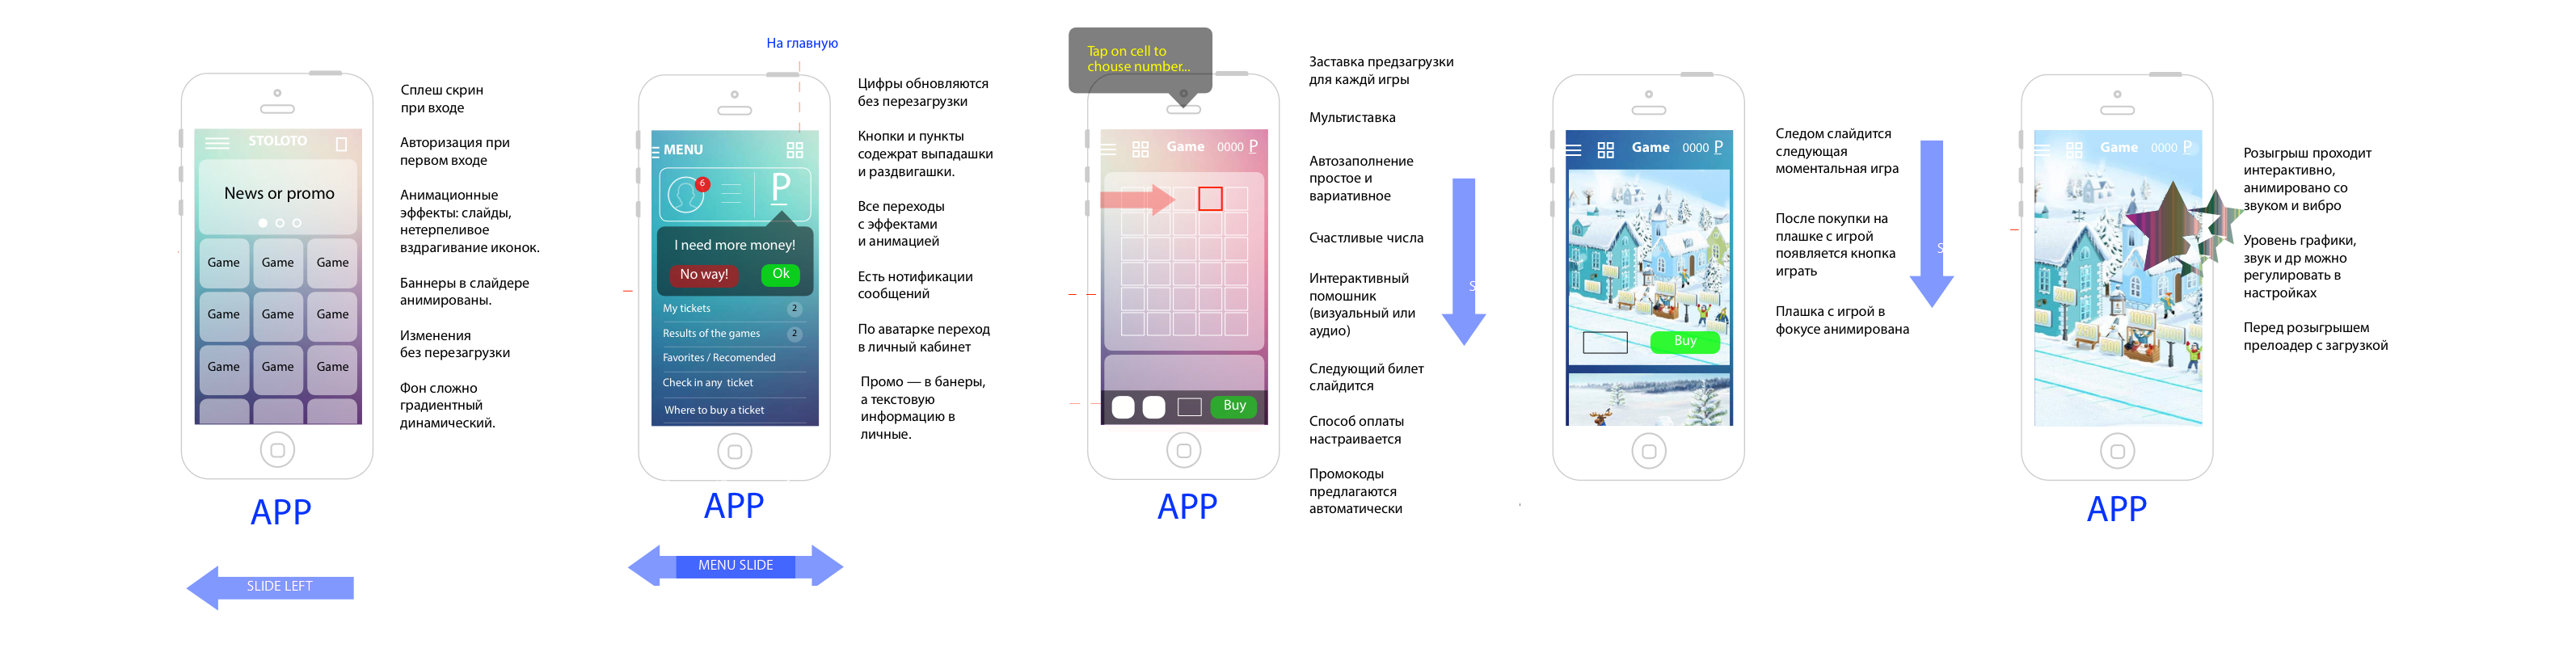 На главную
STOLOTO
News or promo
Game Game Game
Game Game Game
Game Game Game
APP
SLIDE LEFT
Сплеш скрин
при входе
Авторизация при
первом входе
Анимационные
эффекты: слайды,
нетерпеливое
вздрагивание иконок.
Баннеры в слайдере
анимированы.
Изменения
без перезагрузки
Фон сложно
градиентный
динамический.
MENU
6
P
I need more money!
No way! Ok
My tickets 2
Results of the games 2
Favorites / Recomended
Check in any ticket
Where to buy a ticket
APP
MENU SLIDE
Цифры обновляются
без перезагрузки
Кнопки и пункты
содежрат выпадашки
и раздвигашки.
Все переходы
с эффектами
и анимацией
Есть нотификации
сообщений
По аватарке переход
в личный кабинет
Промо — в банеры,
а текстовую
информацию в
личные.
Tap on cell to
chouse number...
Game 0000 P
Buy
APP
Заставка предзагрузки
для каждй игры
Мультиставка
Автозаполнение
простое и
вариативное
Счастливые числа
Интерактивный
помошник
(визуальный или
аудио)
Следующий билет
слайдится
Способ оплаты
настраивается
Промокоды
предлагаются
автоматически
S
Game 0000 P
Buy
Следом слайдится
следующая
моментальная игра
После покупки на
плашке с игрой
появляется кнопка
играть
Плашка с игрой в
фокусе анимирована
S
Game 0000 P
APP
Розыгрыш проходит
интерактивно,
анимировано со
звуком и вибро
Уровень графики,
звук и др можно
регулировать в
настройках
Перед розыгрышем
прелоадер с загрузкой